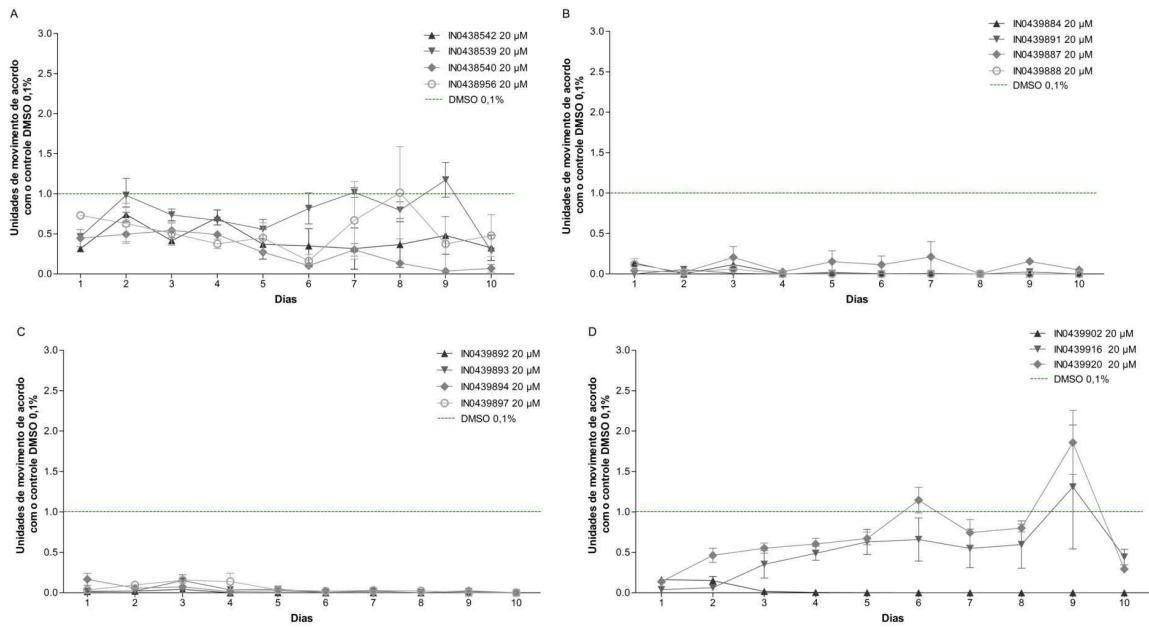 A
Unidades de movimento de acordo
com o controle DMSO 0,1%
3.0
2.5
2.0
1.5
1.0
0.5
0.0
1 2 3 4 5 6 7 8 9 10
Dias
IN0438542 20 µM
IN0438539 20 µM
IN0438540 20 µM
IN0438956 20 µM
DMSO 0,1%
B
Unidades de movimento de acordo
com o controle DMSO 0,1%
3.0
2.5
2.0
1.5
1.0
0.5
0.0
1 2 3 4 5 6 7 8 9 10
Dias
IN0439884 20 µM
IN0439891 20 µM
IN0439887 20 µM
IN0439888 20 µM
DMSO 0,1%
C
Unidades de movimento de acordo
com o controle DMSO 0,1%
3.0
2.5
2.0
1.5
1.0
0.5
0.0
1 2 3 4 5 6 7 8 9 10
Dias
IN0439892 20 µM
IN0439893 20 µM
IN0439894 20 µM
IN0439897 20 µM
DMSO 0,1%
D
Unidades de movimento de acordo
com o controle DMSO 0,1%
3.0
2.5
2.0
1.5
1.0
0.5
0.0
1 2 3 4 5 6 7 8 9 10
Dias
IN0439902 20 µM
IN0439916 20 µM
IN0439920 20 µM
DMSO 0,1%